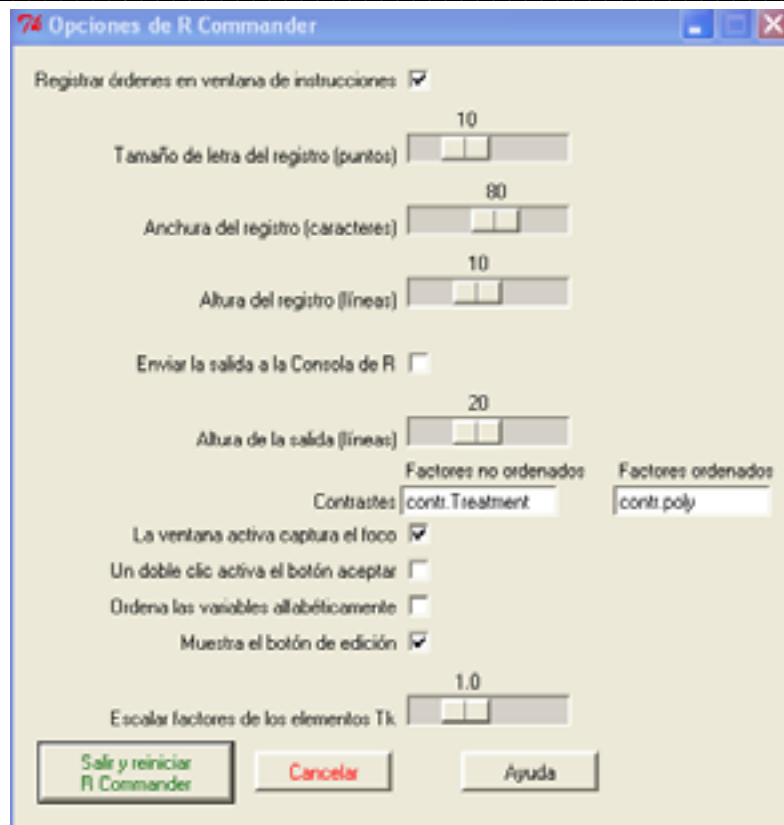 Opciones de R Commander
Registrar órdenes en ventana de instrucciones
10
Tamaño de letra del registro (puntos)
80
Anchura del registro (caracteres)
10
Altura del registro (líneas)
Enviar la salida a la Consola de R
20
Altura de la salida (líneas)
Factores no ordenados Factores ordenados
Contrastes contr.Treatment contr.poly
La ventana activa captura el foco
Un doble clic activa el botón aceptar
Ordena las variables alfabéticamente
Muestra el botón de edición
1.0
Escalar factores de los elementos Tk
Salir y reiniciar
R Commander
Cancelar
Ayuda